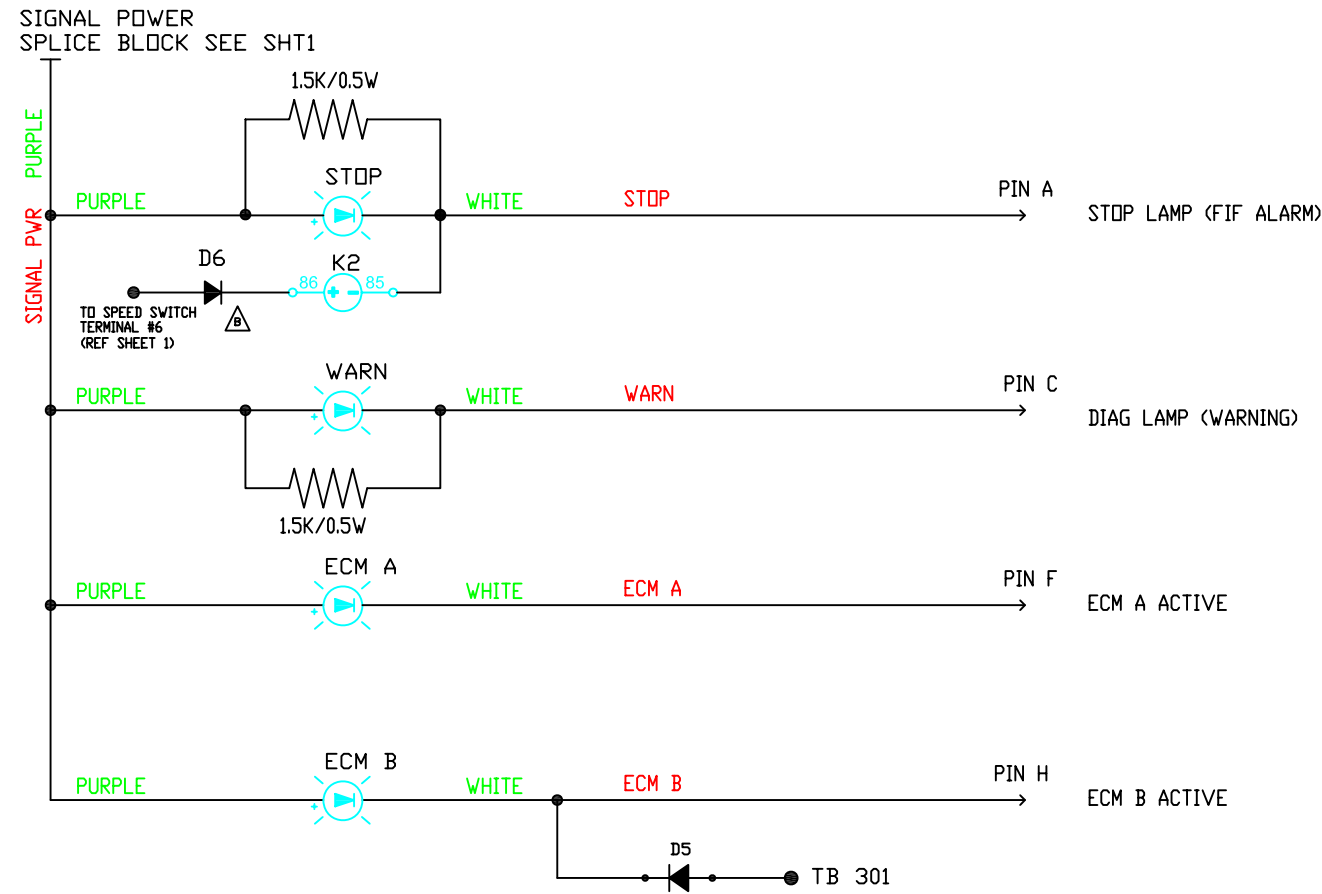 SIGNAL POWER
SPLICE BLOCK SEE SHT1
1.5K/0.5W
PURPLE
SIGNAL PWR
STOP
PURPLE
WHITE
STOP
PIN A
STOP LAMP (FIF ALARM)
D6
K2
86
+ -
85
B
TO SPEED SWITCH
TERMINAL #6
(REF SHEET 1)
WARN
PURPLE
WHITE
WARN
PIN C
DIAG LAMP (WARNING)
1.5K/0.5W
ECM A
PURPLE
WHITE
ECM A
PIN F
ECM A ACTIVE
ECM B
PURPLE
WHITE
ECM B
PIN H
ECM B ACTIVE
D5
TB 301